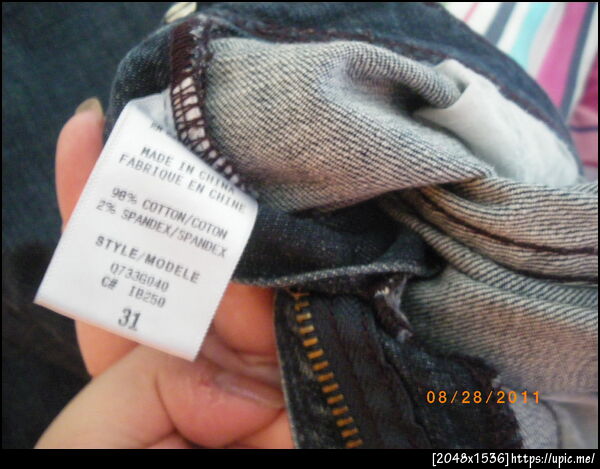 MADE IN CHINA
FABRIQUE EN CHINE
98% COTTON/COTON
2% SPANDEX/SPANDEX
STYLE/MODELE
Q733G040
C# IB250
31
08/28/2011
[2048x1536]https://upic.me/